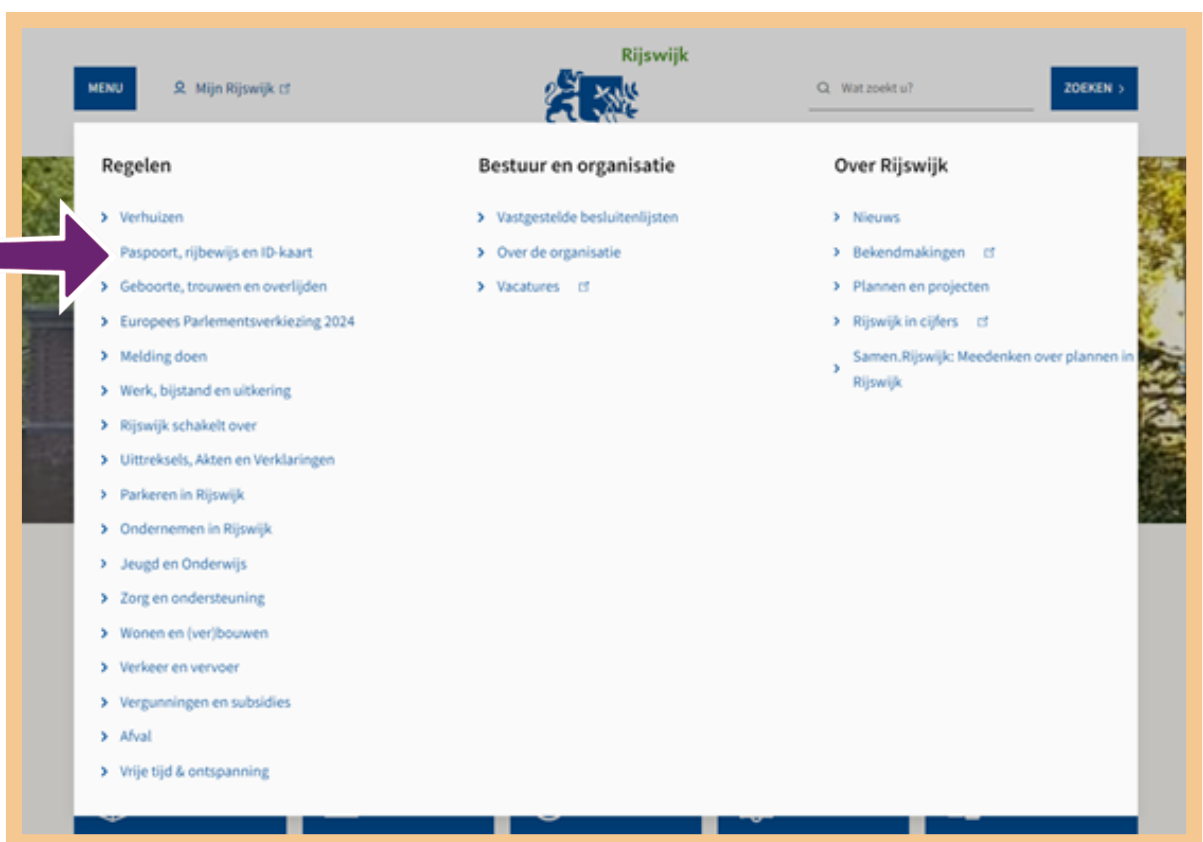 Rijswijk
MENU
Mijn Rijswijk
Wat zoekt u?
ZOEKEN >
Regelen
Verhuizen
Paspoort, rijbewijs en ID-kaart
Geboorte, trouwen en overlijden
Europees Parlementsverkiezing 2024
Melding doen
Werk, bijstand en uitkering
Rijswijk schakelt over
Uittreksels, Akten en Verklaringen
Parkeren in Rijswijk
Ondernemen in Rijswijk
Jeugd en Onderwijs
Zorg en ondersteuning
Wonen en (ver)bouwen
Verkeer en vervoer
Vergunningen en subsidies
Afval
Vrije tijd & ontspanning
Bestuur en organisatie
Vastgestelde besluitenlijsten
Over de organisatie
Vacatures
Over Rijswijk
Nieuws
Bekendmakingen
Plannen en projecten
Rijswijk in cijfers
Samen.Rijswijk: Meedenken over plannen in
Rijswijk